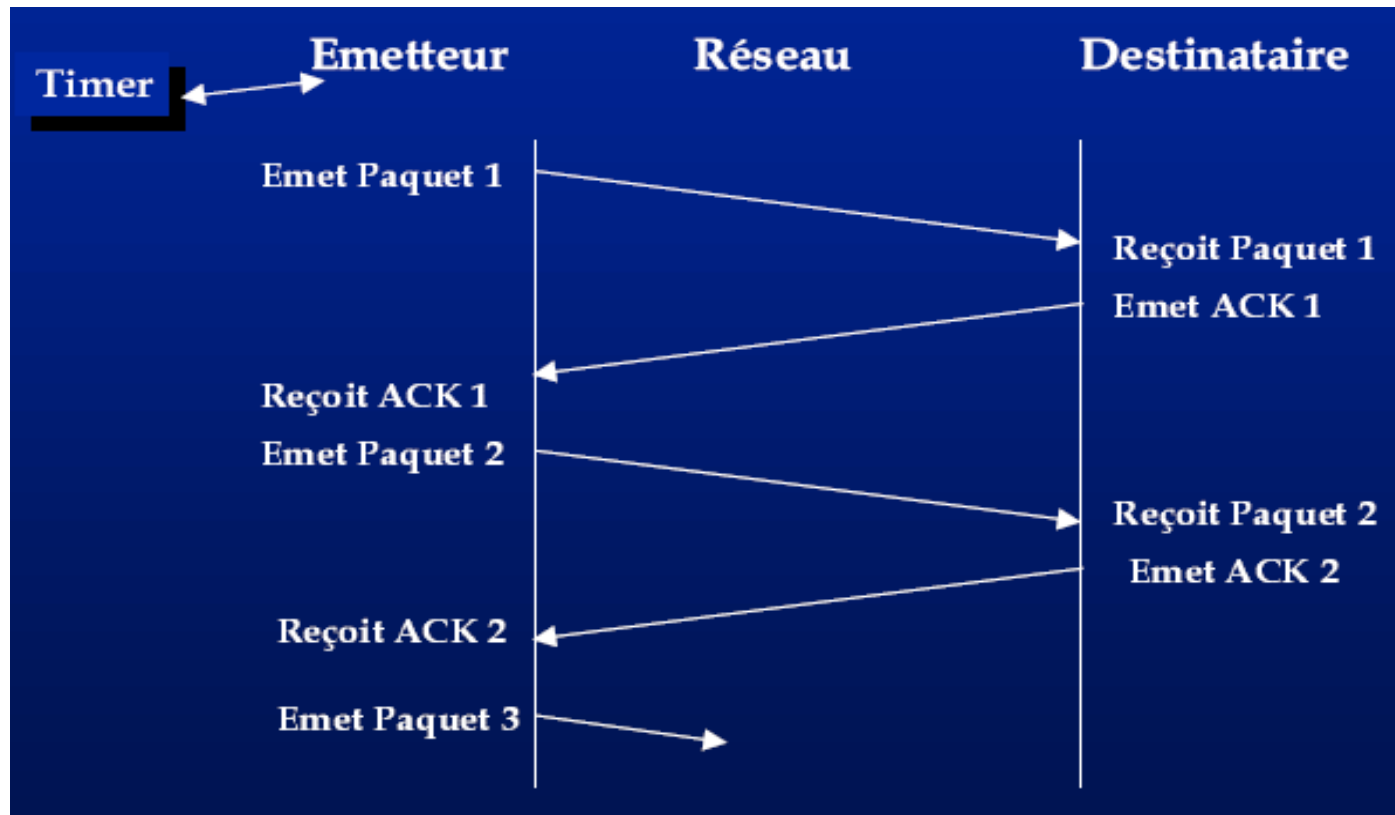 Emetteur
Réseau
Destinataire
Timer
Emet Paquet 1
Reçoit Paquet 1
Emet ACK 1
Reçoit ACK 1
Emet Paquet 2
Reçoit Paquet 2
Emet ACK 2
Reçoit ACK 2
Emet Paquet 3